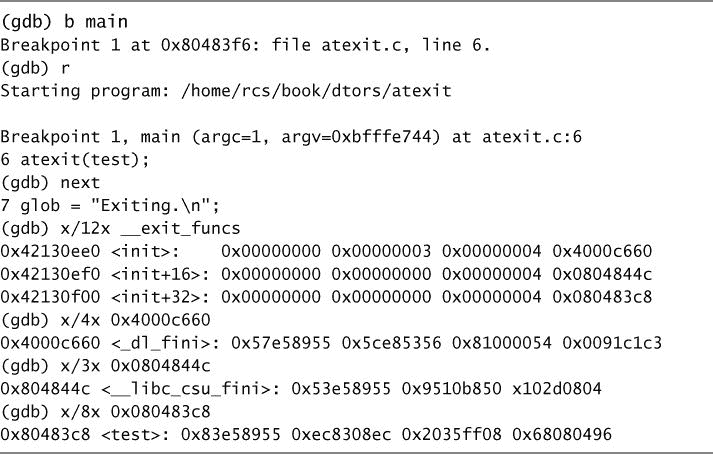 (gdb) b main
Breakpoint 1 at 0x80483f6: file atexit.c, line 6.
(gdb) r
Starting program: /home/rcs/book/dtors/atexit
Breakpoint 1, main (argc=1, argv=0xbfffe744) at atexit.c:6
6 atexit(test);
(gdb) next
7 glob = "Exiting.\n";
(gdb) x/12x __exit_funcs
0x42130ee0 <init>: 0x00000000 0x00000003 0x00000004 0x4000c660
0x42130ef0 <init+16>: 0x00000000 0x00000000 0x00000004 0x0804844c
0x42130f00 <init+32>: 0x00000000 0x00000000 0x00000004 0x080483c8
(gdb) x/4x 0x4000c660
0x4000c660 <_dl_fini>: 0x57e58955 0x5ce85356 0x81000054 0x0091c1c3
(gdb) x/3x 0x0804844c
0x804844c <__libc_csu_fini>: 0x53e58955 0x9510b850 x102d0804
(gdb) x/8x 0x080483c8
0x80483c8 <test>: 0x83e58955 0xec8308ec 0x2035ff08 0x68080496